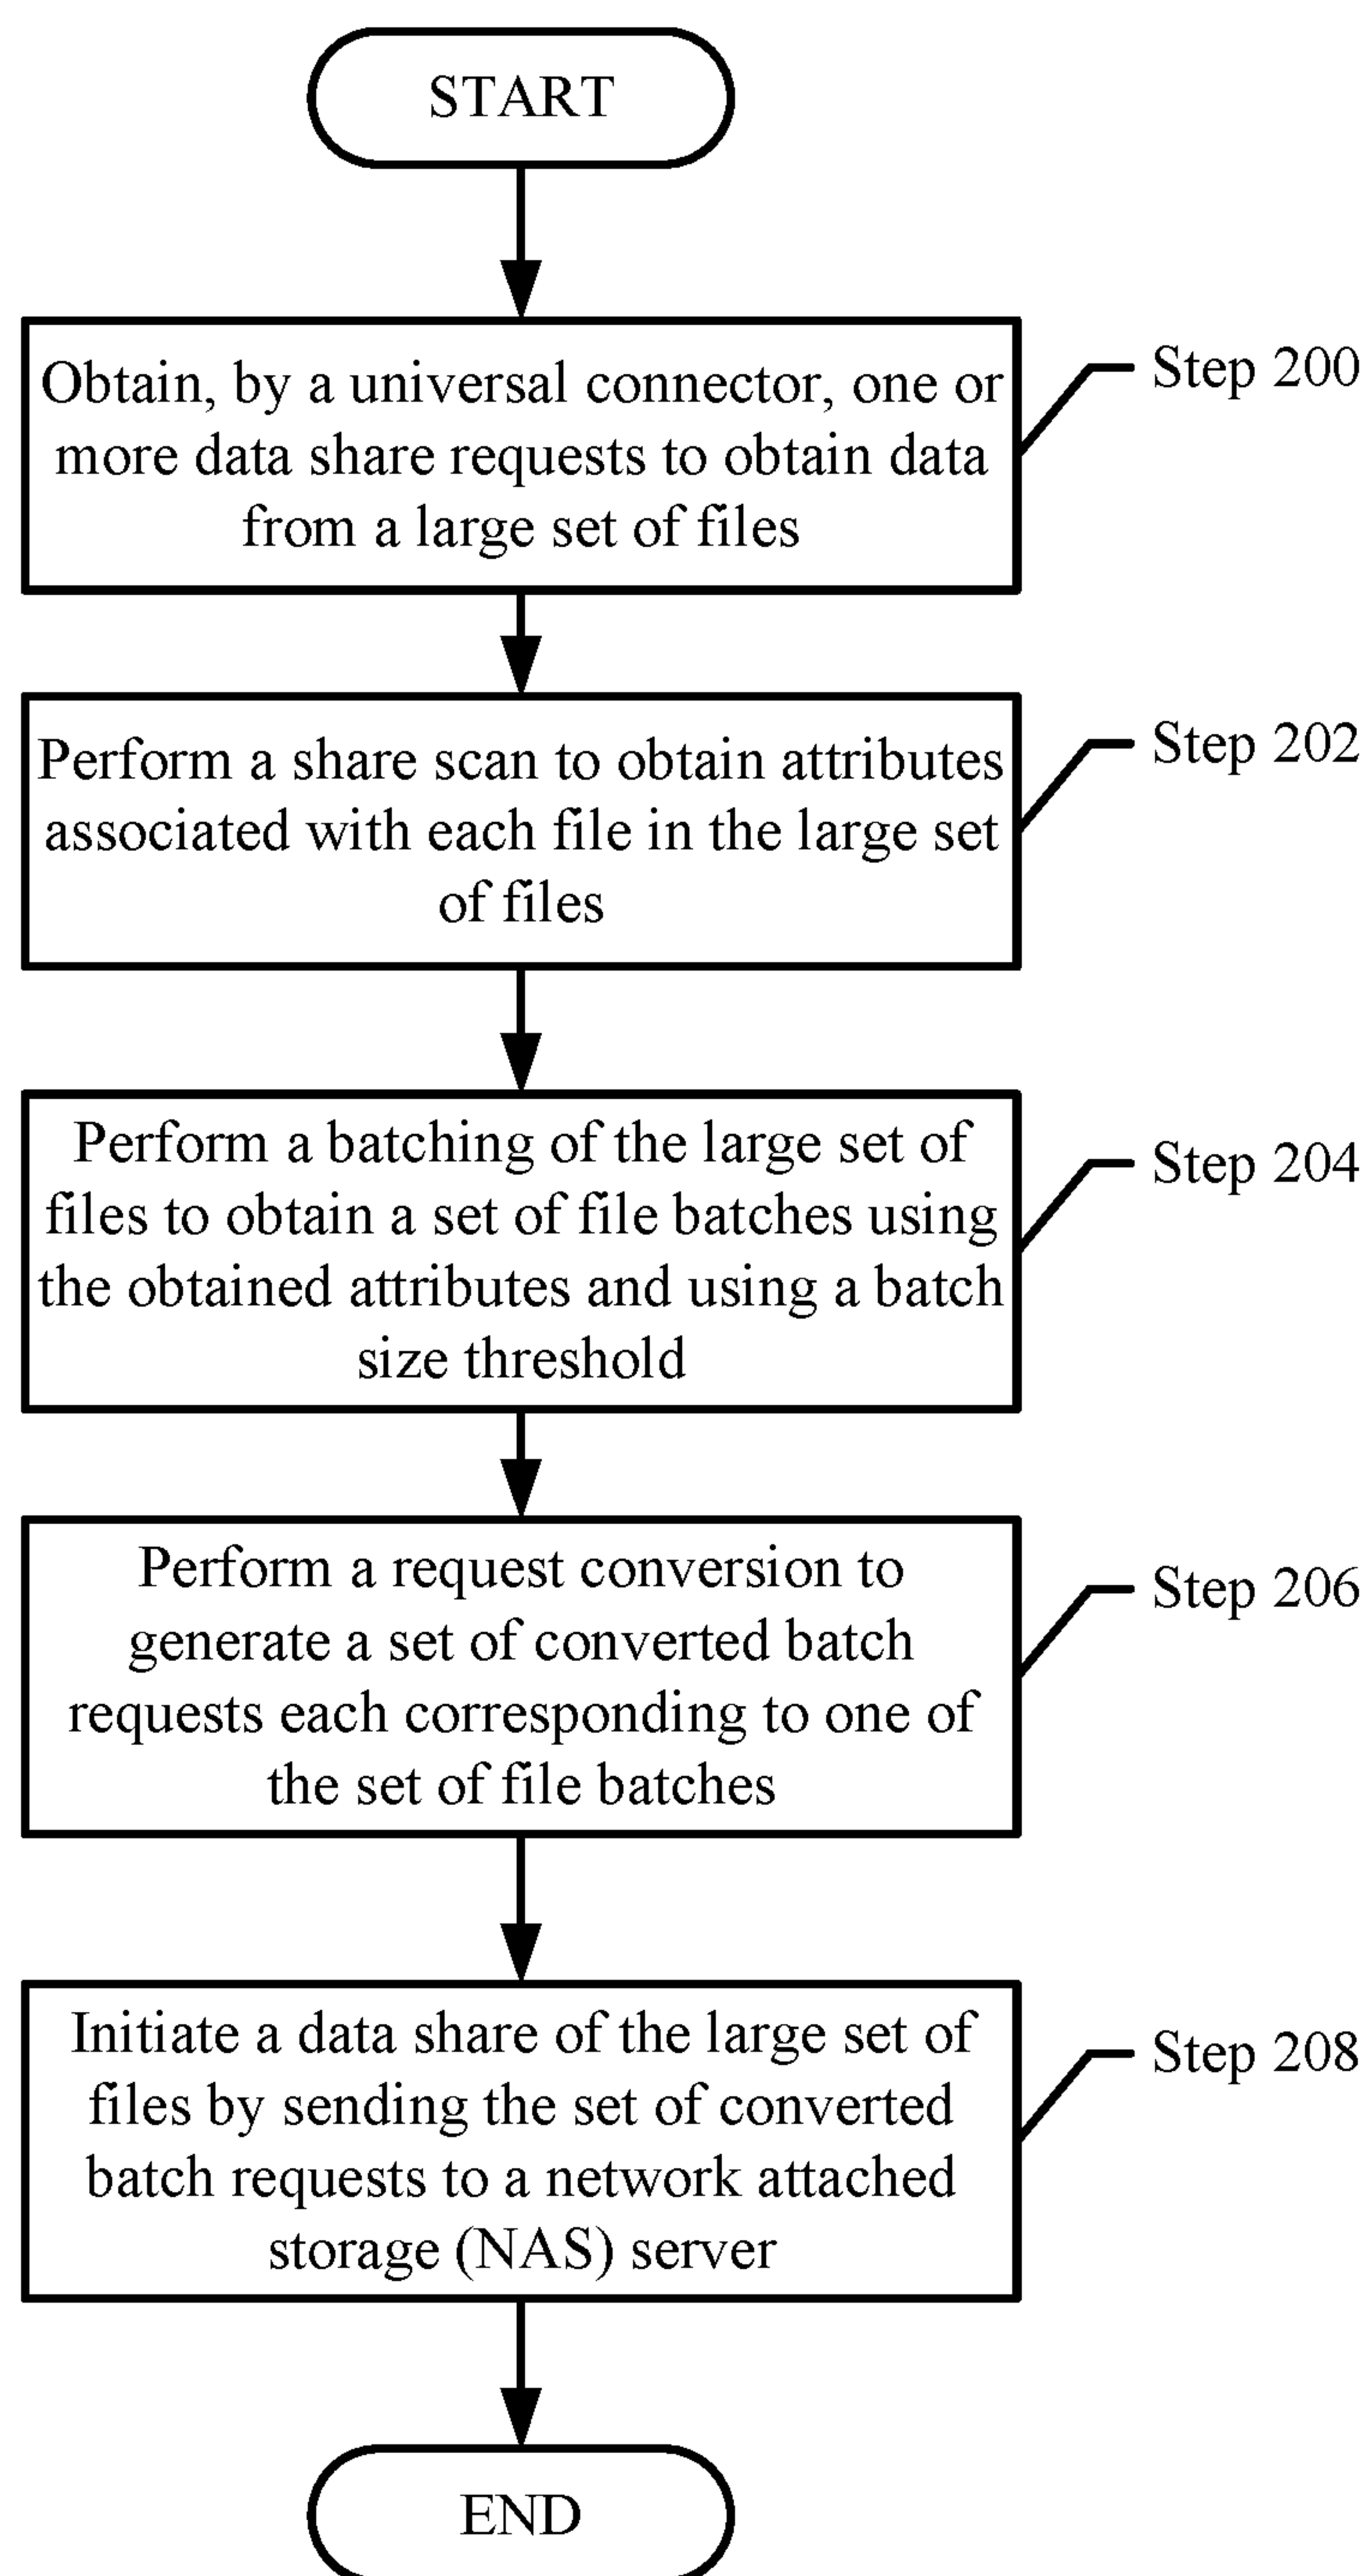 START
Obtain, by a universal connector, one or
more data share requests to obtain data
from a large set of files
Step 200
Perform a share scan to obtain attributes
associated with each file in the large set
of files
Step 202
Perform a batching of the large set of
files to obtain a set of file batches using
the obtained attributes and using a batch
size threshold
Step 204
Perform a request conversion to
generate a set of converted batch
requests each corresponding to one of
the set of file batches
Step 206
Initiate a data share of the large set of
files by sending the set of converted
batch requests to a network attached
storage (NAS) server
Step 208
END